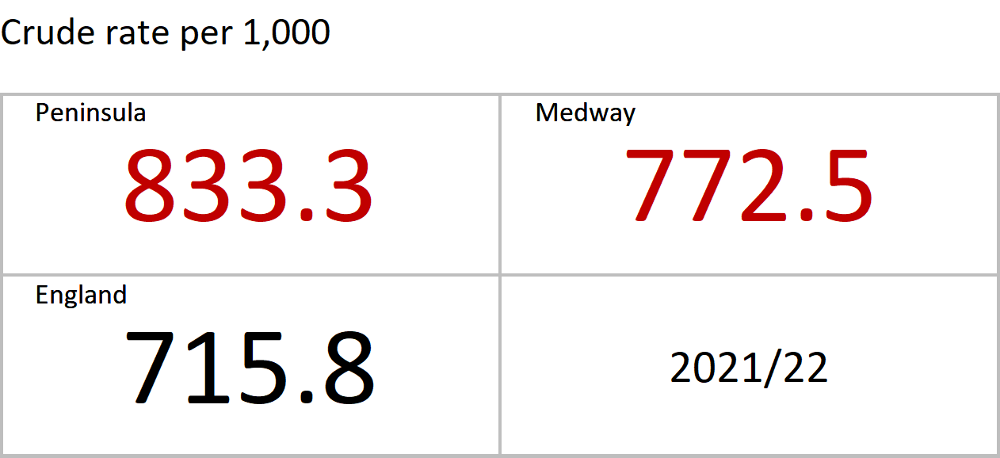 Crude rate per 1,000
Peninsula
833.3
Medway
772.5
England
715.8
2021/22